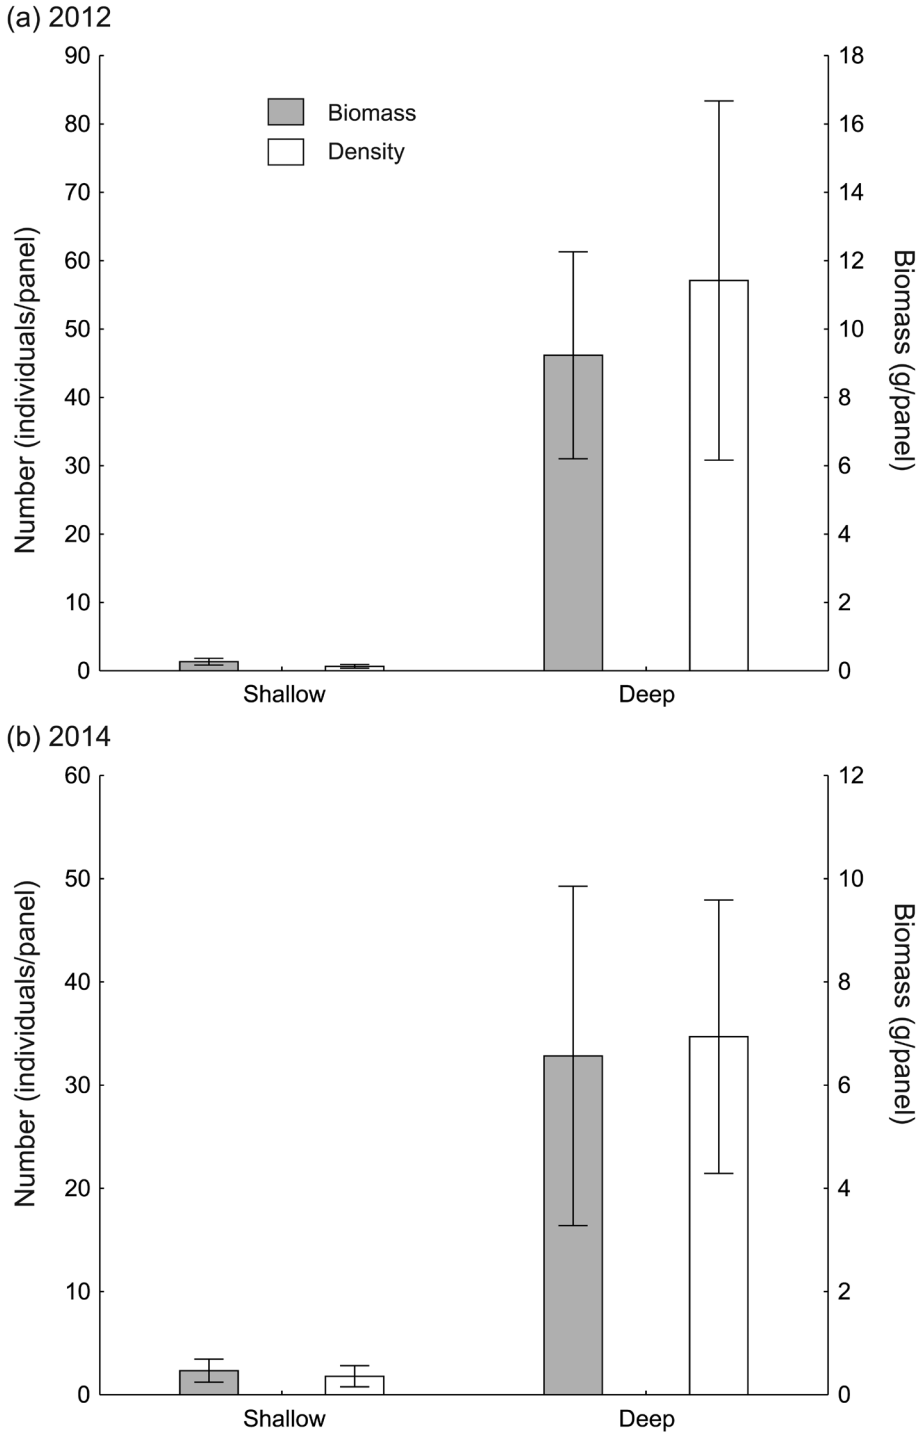 (a) 2012
90
80
70
60
50
40
30
20
10
0
Number (individuals/panel)
Biomass
Density
18
16
14
12
10
8
6
4
2
0
Biomass (g/panel)
Shallow
Deep
(b) 2014
60
50
40
30
20
10
0
Number (individuals/panel)
12
10
8
6
4
2
0
Biomass (g/panel)
Shallow
Deep